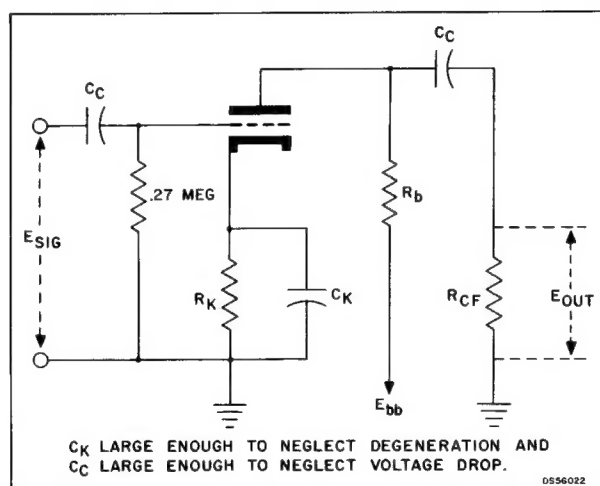 CC
CC
.27 MEG
Rb
ESIG
RK
CK
RCF
EOUT
Ebb
CK LARGE ENOUGH TO NEGLECT DEGENERATION AND
CC LARGE ENOUGH TO NEGLECT VOLTAGE DROP.
DS56022